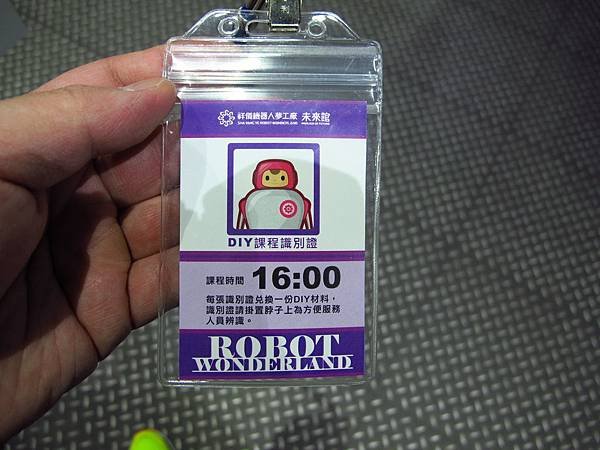 祥儀機器人夢工廠 未來館
DIY課程識別證
課程時間 16:00
每張識別證兌換一份DIY材料,
識別證請掛置脖子上為方便服務
人員辨識。
ROBOT
WONDERLAND